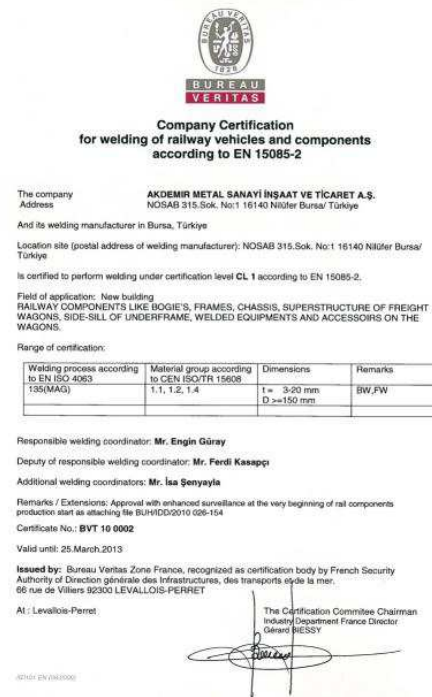 BUREAU VERITAS
1828
BUREAU
VERITAS
Company Certification
for welding of railway vehicles and components
according to EN 15085-2
The company AKDEMIR METAL SANAYİ İNŞAAT VE TİCARET A.Ş.
Address NOSAB 315.Sok. No:1 16140 Nilüfer Bursa/ Türkiye
And its welding manufacturer in Bursa, Türkiye
Location site (postal address of welding manufacturer): NOSAB 315.Sok. No:1 16140 Nilüfer Bursa/
Türkiye
Is certified to perform welding under certification level CL 1 according to EN 15085-2.
Field of application: New building
RAILWAY COMPONENTS LIKE BOGIE'S, FRAMES, CHASSIS, SUPERSTRUCTURE OF FREIGHT
WAGONS, SIDE-SILL OF UNDERFRAME, WELDED EQUIPMENTS AND ACCESSOIRS ON THE
WAGONS.
Range of certification:
Welding process according Material group according Dimensions Remarks
to EN ISO 4063 to CEN ISO/TR 15608
135(MAG) 1.1, 1.2, 1.4 t = 3-20 mm BW,FW
D >=150 mm
Responsible welding coordinator: Mr. Engin Güray
Deputy of responsible welding coordinator: Mr. Ferdi Kasapçı
Additional welding coordinators: Mr. İsa Şenyayla
Remarks / Extensions: Approval with enhanced surveillance at the very beginning of rail components
production start as attaching file BUH/IDD/2010 026-154
Certificate No.: BVT 10 0002
Valid until: 25.March.2013
Issued by: Bureau Veritas Zone France, recognized as certification body by French Security
Authority of Direction générale des Infrastructures, des transports et de la mer.
66 rue de Villiers 92300 LEVALLOIS-PERRET
At : Levallois-Perret The Certification Commitee Chairman
Industry Department France Director
Gérard BIESSY